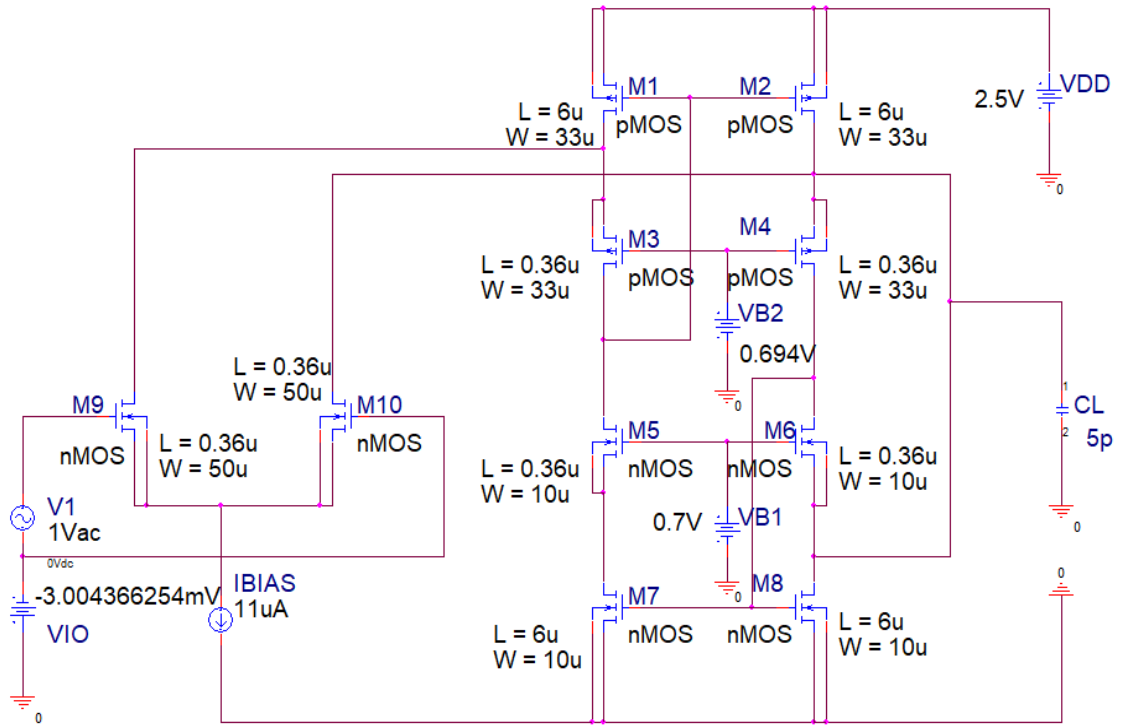 M1
M2
VDD
2.5V
L = 6u
W = 33u
pMOS
pMOS
L = 6u
W = 33u
0
M3
M4
L = 0.36u
W = 33u
pMOS
pMOS
L = 0.36u
W = 33u
VB2
0.694V
0
L = 0.36u
W = 50u
M9
M10
nMOS
L = 0.36u
W = 50u
nMOS
M5
M6
L = 0.36u
W = 10u
nMOS
nMOS
L = 0.36u
W = 10u
1
CL
2
5p
0
V1
1Vac
0Vdc
0.7V
VB1
0
-3.004366254mV
VIO
0
IBIAS
11uA
M7
M8
L = 6u
W = 10u
nMOS
nMOS
L = 6u
W = 10u
0